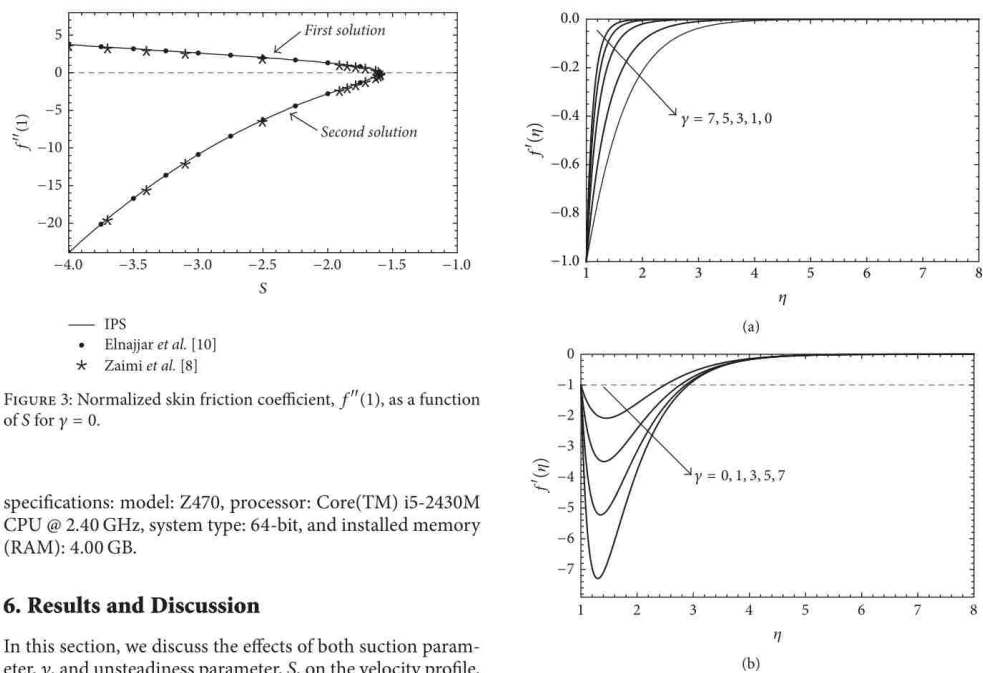 5
0
−5
−10
−15
−20
f″(1)
First solution
Second solution
−4.0 −3.5 −3.0 −2.5 −2.0 −1.5 −1.0
S
IPS
Elnajjar et al. [10]
Zaimi et al. [8]
FIGURE 3: Normalized skin friction coefficient, f″(1), as a function
of S for γ = 0.
specifications: model: Z470, processor: Core(TM) i5-2430M
CPU @ 2.40 GHz, system type: 64-bit, and installed memory
(RAM): 4.00 GB.
6. Results and Discussion
In this section, we discuss the effects of both suction param-
eter, γ, and unsteadiness parameter, S, on the velocity profile,
0.0
−0.2
−0.4
−0.6
−0.8
−1.0
f′(η)
γ = 7, 5, 3, 1, 0
1 2 3 4 5 6 7 8
η
(a)
0
−1
−2
−3
−4
−5
−6
−7
f′(η)
γ = 0, 1, 3, 5, 7
1 2 3 4 5 6 7 8
η
(b)